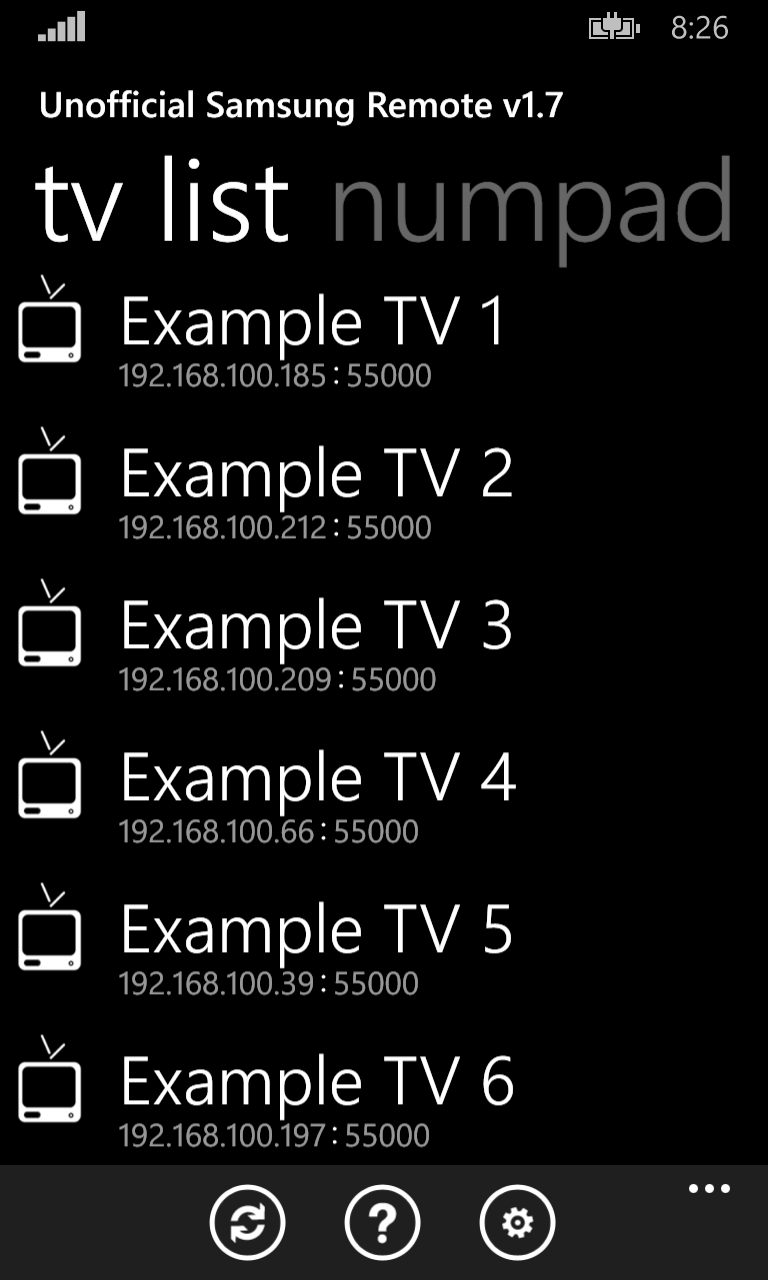 8:26
Unofficial Samsung Remote v1.7
tv list numpad
Example TV 1
192.168.100.185:55000
Example TV 2
192.168.100.212:55000
Example TV 3
192.168.100.209:55000
Example TV 4
192.168.100.66:55000
Example TV 5
192.168.100.39:55000
Example TV 6
192.168.100.197:55000